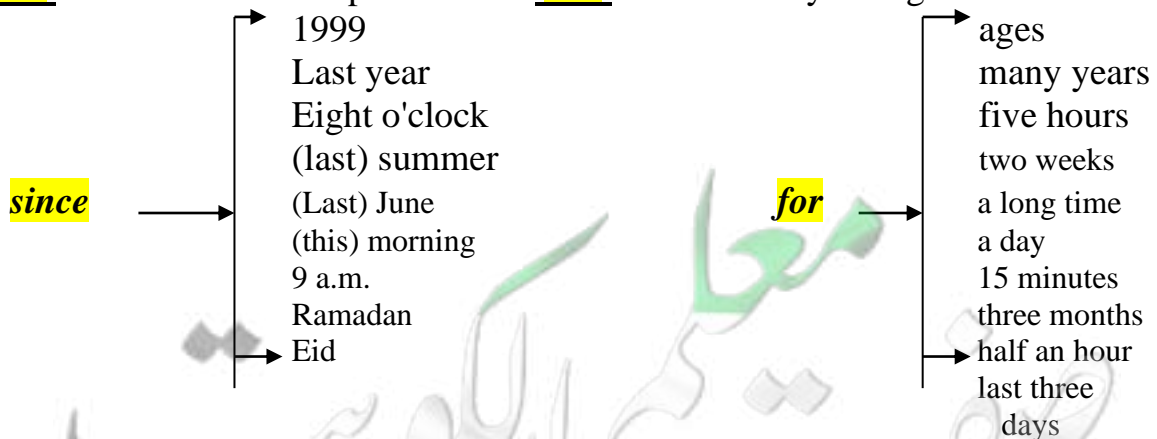 1999
Last year
Eight o'clock
(last) summer
since
(Last) June
(this) morning
9 a.m.
Ramadan
Eid
ages
many years
five hours
two weeks
for
a long time
a day
15 minutes
three months
half an hour
last three
days
معا